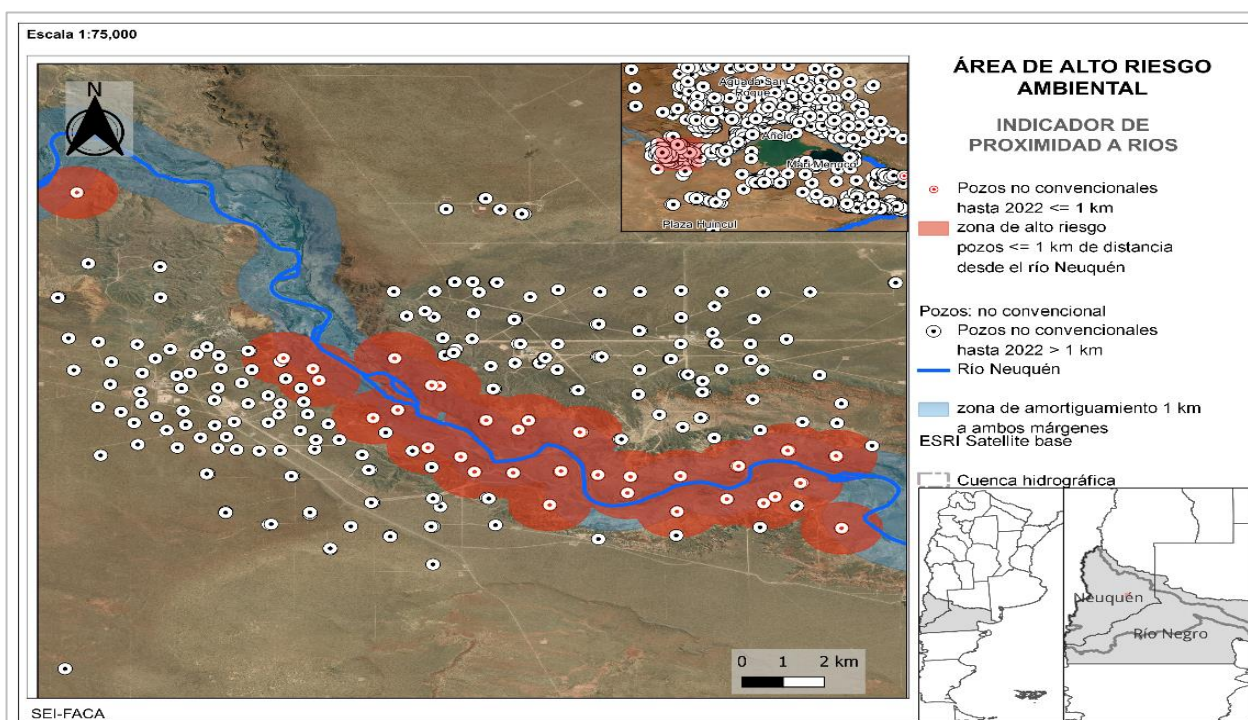 Escala 1:75,000
N
Agueda San
Roque
Añelo
Mari Menuco
Plaza Huincul
0 1 2 km
SEI-FACA
ÁREA DE ALTO RIESGO
AMBIENTAL
INDICADOR DE
PROXIMIDAD A RIOS
Pozos no convencionales
hasta 2022 <= 1 km
zona de alto riesgo
pozos <= 1 km de distancia
desde el río Neuquén
Pozos: no convencional
Pozos no convencionales
hasta 2022 > 1 km
Río Neuquén
zona de amortiguamiento 1 km
a ambos márgenes
ESRI Satellite base
Cuenca hidrográfica
Neuquén
Río Negro